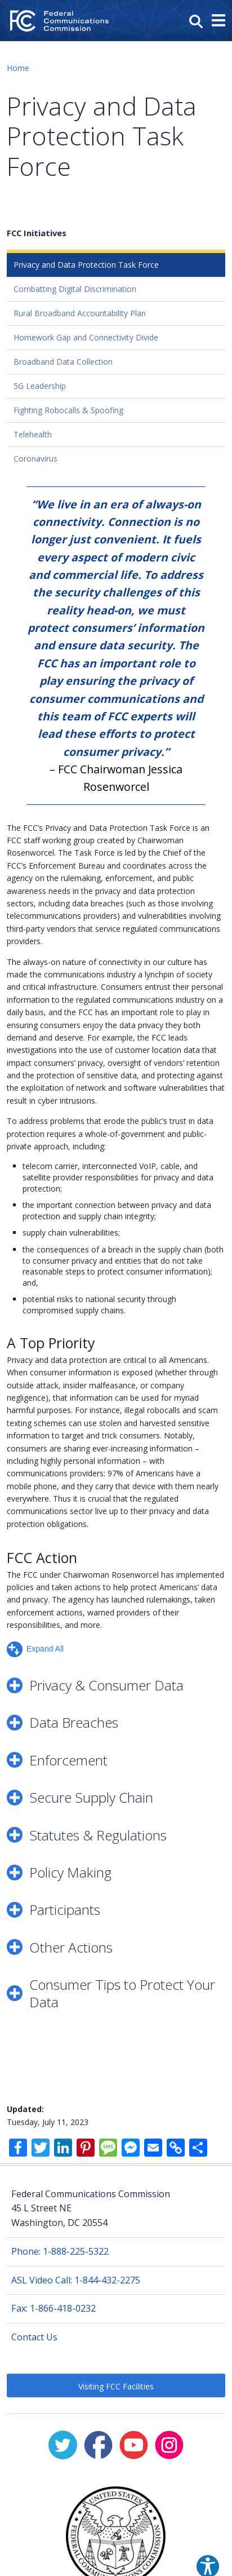 Federal
Communications
Commission
Home
Privacy and Data
Protection Task
Force
FCC Initiatives
Privacy and Data Protection Task Force
Combatting Digital Discrimination
Rural Broadband Accountability Plan
Homework Gap and Connectivity Divide
Broadband Data Collection
5G Leadership
Fighting Robocalls & Spoofing
Telehealth
Coronavirus
“We live in an era of always-on
connectivity. Connection is no
longer just convenient. It fuels
every aspect of modern civic
and commercial life. To address
the security challenges of this
reality head-on, we must
protect consumers’ information
and ensure data security. The
FCC has an important role to
play ensuring the privacy of
consumer communications and
this team of FCC experts will
lead these efforts to protect
consumer privacy.”
– FCC Chairwoman Jessica
Rosenworcel
The FCC’s Privacy and Data Protection Task Force is an
FCC staff working group created by Chairwoman
Rosenworcel. The Task Force is led by the Chief of the
FCC’s Enforcement Bureau and coordinates across the
agency on the rulemaking, enforcement, and public
awareness needs in the privacy and data protection
sectors, including data breaches (such as those involving
telecommunications providers) and vulnerabilities involving
third-party vendors that service regulated communications
providers.
The always-on nature of connectivity in our culture has
made the communications industry a lynchpin of society
and critical infrastructure. Consumers entrust their personal
information to the regulated communications industry on a
daily basis, and the FCC has an important role to play in
ensuring consumers enjoy the data privacy they both
demand and deserve. For example, the FCC leads
investigations into the use of customer location data that
impact consumers’ privacy, oversight of vendors’ retention
and the protection of sensitive data, and protecting against
the exploitation of network and software vulnerabilities that
result in cyber intrusions.
To address problems that erode the public’s trust in data
protection requires a whole-of-government and public-
private approach, including:
telecom carrier, interconnected VoIP, cable, and
satellite provider responsibilities for privacy and data
protection;
the important connection between privacy and data
protection and supply chain integrity;
supply chain vulnerabilities;
the consequences of a breach in the supply chain (both
to consumer privacy and entities that do not take
reasonable steps to protect consumer information);
and,
potential risks to national security through
compromised supply chains.
A Top Priority
Privacy and data protection are critical to all Americans.
When consumer information is exposed (whether through
outside attack, insider malfeasance, or company
negligence), that information can be used for myriad
harmful purposes. For instance, illegal robocalls and scam
texting schemes can use stolen and harvested sensitive
information to target and trick consumers. Notably,
consumers are sharing ever-increasing information –
including highly personal information – with
communications providers: 97% of Americans have a
mobile phone, and they carry that device with them nearly
everywhere. Thus it is crucial that the regulated
communications sector live up to their privacy and data
protection obligations.
FCC Action
The FCC under Chairwoman Rosenworcel has implemented
policies and taken actions to help protect Americans’ data
and privacy. The agency has launched rulemakings, taken
enforcement actions, warned providers of their
responsibilities, and more.
Expand All
Privacy & Consumer Data
Data Breaches
Enforcement
Secure Supply Chain
Statutes & Regulations
Policy Making
Participants
Other Actions
Consumer Tips to Protect Your
Data
Updated:
Tuesday, July 11, 2023
Federal Communications Commission
45 L Street NE
Washington, DC 20554
Phone: 1-888-225-5322
ASL Video Call: 1-844-432-2275
Fax: 1-866-418-0232
Contact Us
Visiting FCC Facilities